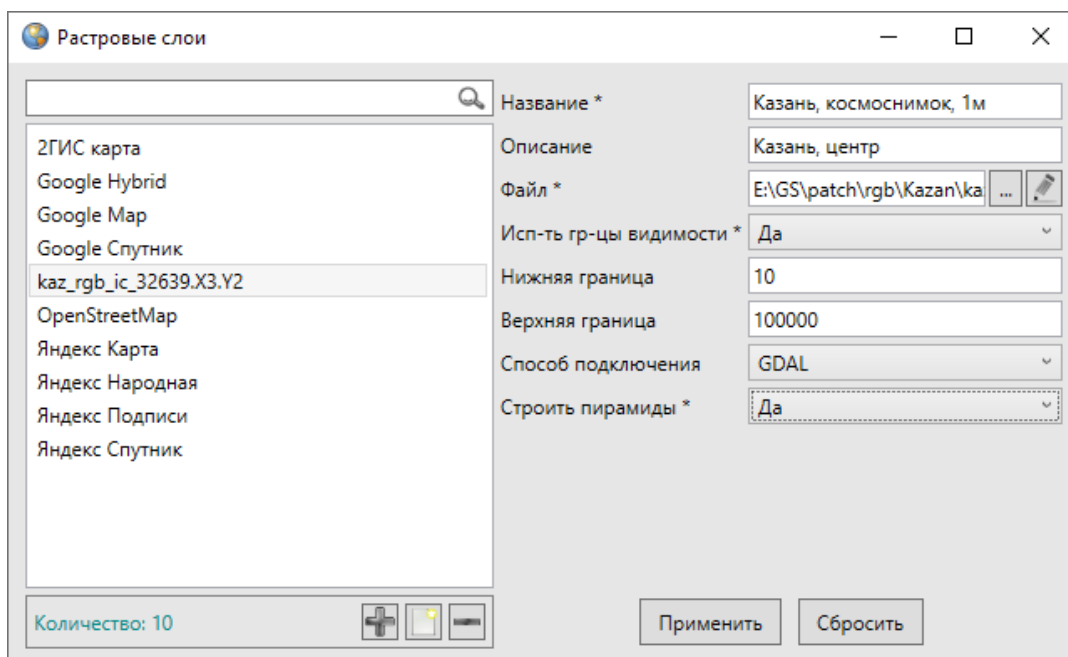 Растровые слои
2ГИС карта
Google Hybrid
Google Map
Google Спутник
kaz_rgb_ic_32639.X3.Y2
OpenStreetMap
Яндекс Карта
Яндекс Народная
Яндекс Подписи
Яндекс Спутник
Количество: 10
Название * Казань, космоснимок, 1м
Описание Казань, центр
Файл * E:\GS\patch\rgb\Kazan\ka ...
Исп-ть гр-цы видимости * Да
Нижняя граница 10
Верхняя граница 100000
Способ подключения GDAL
Строить пирамиды * Да
Применить Сбросить